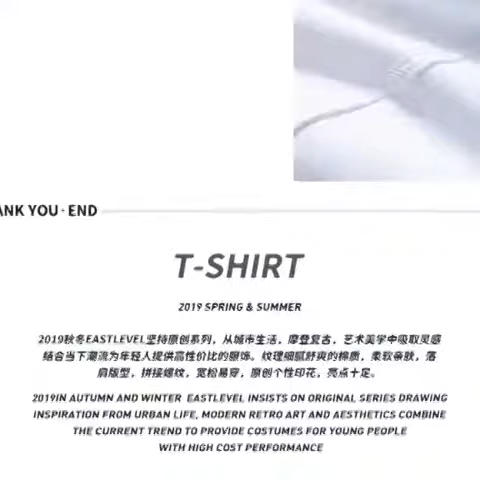 ANK YOU · END
T-SHIRT
2019 SPRING & SUMMER
2019秋冬EASTLEVEL坚持原创系列，从城市生活，摩登复古，艺术美学中吸取灵感
结合当下潮流为年轻人提供高性价比的服饰。纹理细腻舒爽的棉质，柔软亲肤，落
肩版型，拼接螺纹，宽松易穿，原创个性印花，亮点十足。
2019IN AUTUMN AND WINTER EASTLEVEL INSISTS ON ORIGINAL SERIES DRAWING
INSPIRATION FROM URBAN LIFE, MODERN RETRO ART AND AESTHETICS COMBINE
THE CURRENT TREND TO PROVIDE COSTUMES FOR YOUNG PEOPLE
WITH HIGH COST PERFORMANCE